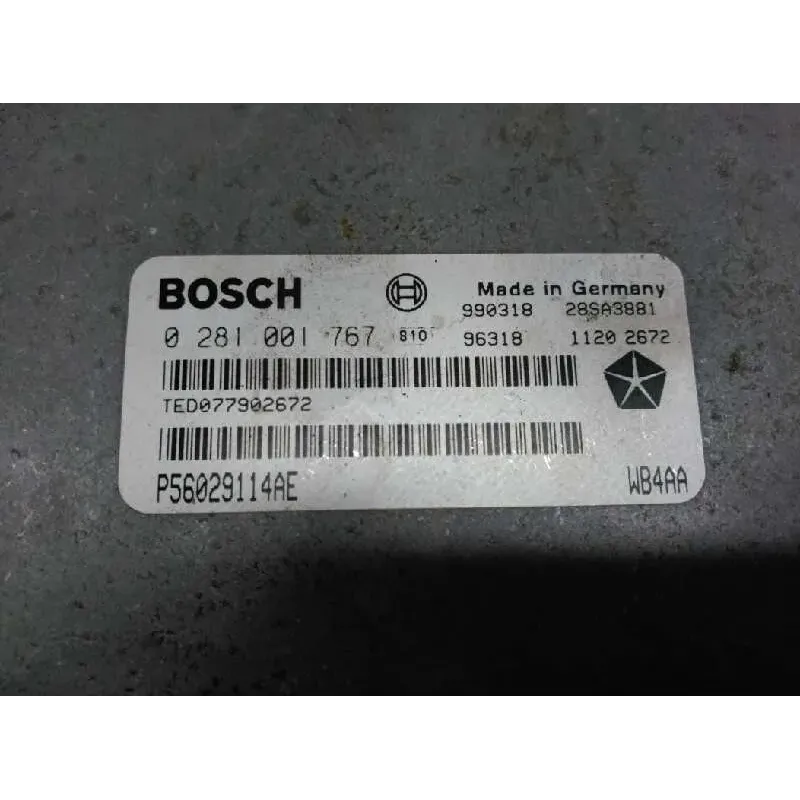 BOSCH Made in Germany
990318 28SA3881
0 281 001 767 810 96318 1120 2672
TED077902672
P56029114AE WB4AA